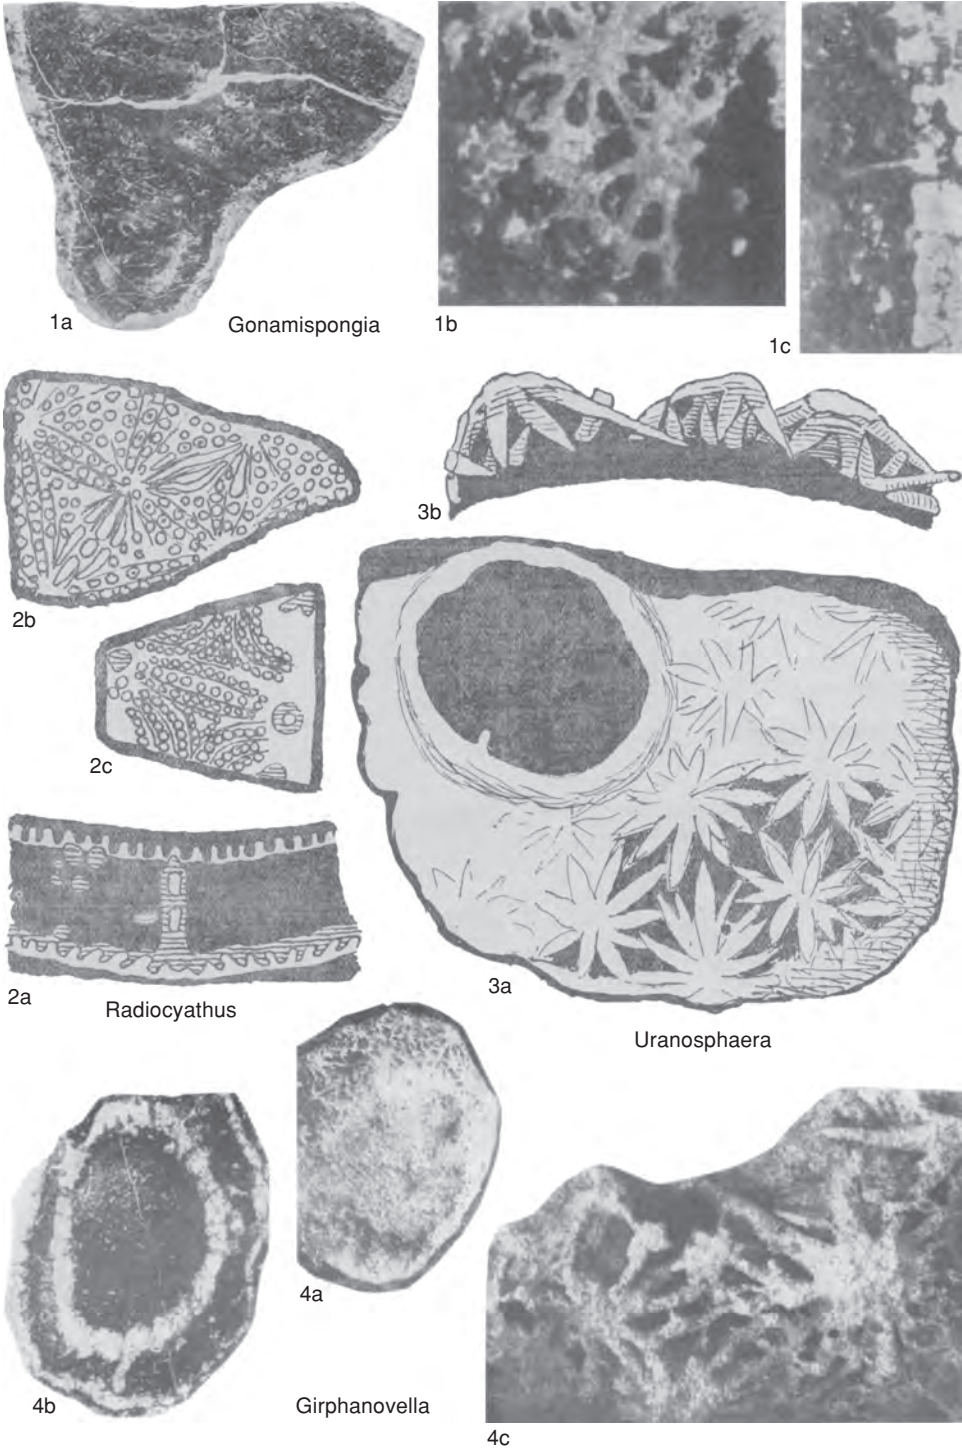 1a
Gonamispongia
1b
1c
2b
3b
2c
2a
Radiocyathus
3a
Uranosphaera
4a
4b
Girphanovella
4c